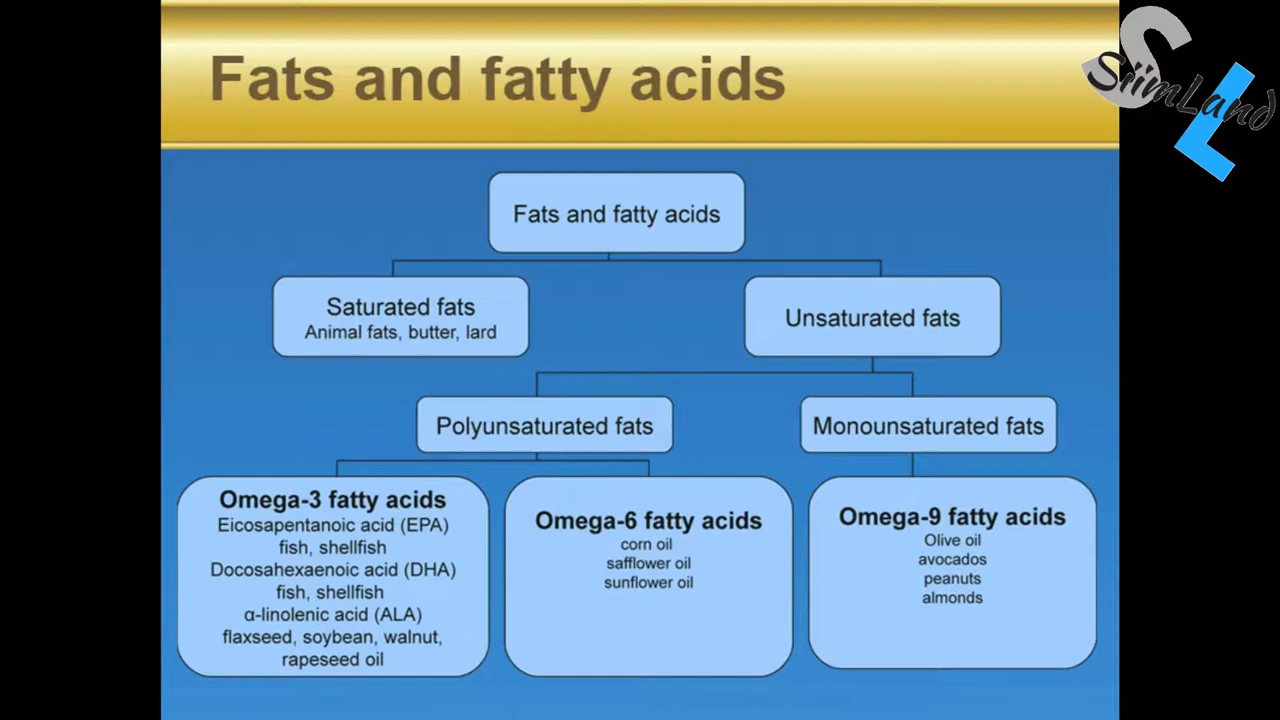 Fats and fatty acids
SiimLand
Fats and fatty acids
Saturated fats
Animal fats, butter, lard
Unsaturated fats
Polyunsaturated fats
Monounsaturated fats
Omega-3 fatty acids
Eicosapentanoic acid (EPA)
fish, shellfish
Docosahexaenoic acid (DHA)
fish, shellfish
α-linolenic acid (ALA)
flaxseed, soybean, walnut,
rapeseed oil
Omega-6 fatty acids
corn oil
safflower oil
sunflower oil
Omega-9 fatty acids
Olive oil
avocados
peanuts
almonds